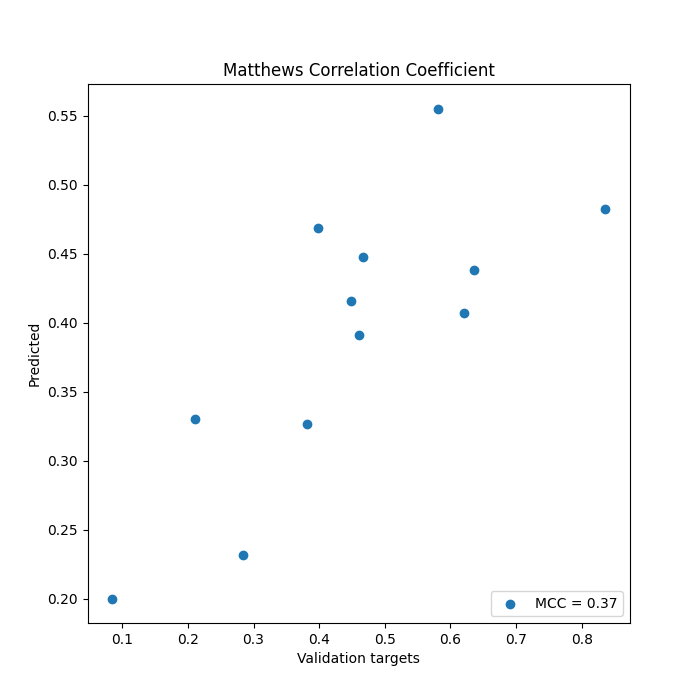 Matthews Correlation Coefficient
0.55
0.50
0.45
0.40
0.35
0.30
0.25
0.20
Predicted
MCC = 0.37
0.1 0.2 0.3 0.4 0.5 0.6 0.7 0.8
Validation targets